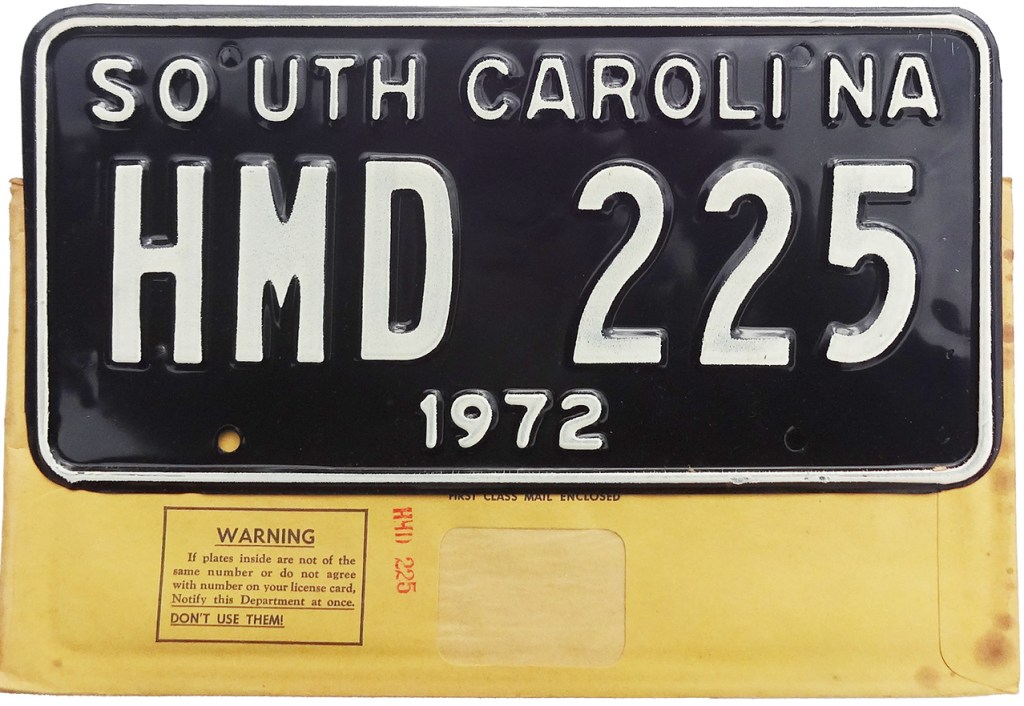 SOUTH CAROLINA
HMD 225
1972
FIRST CLASS MAIL ENCLOSED
WARNING
If plates inside are not of the
same number or do not agree
with number on your license card,
Notify this Department at once.
DON'T USE THEM!
HMD 225